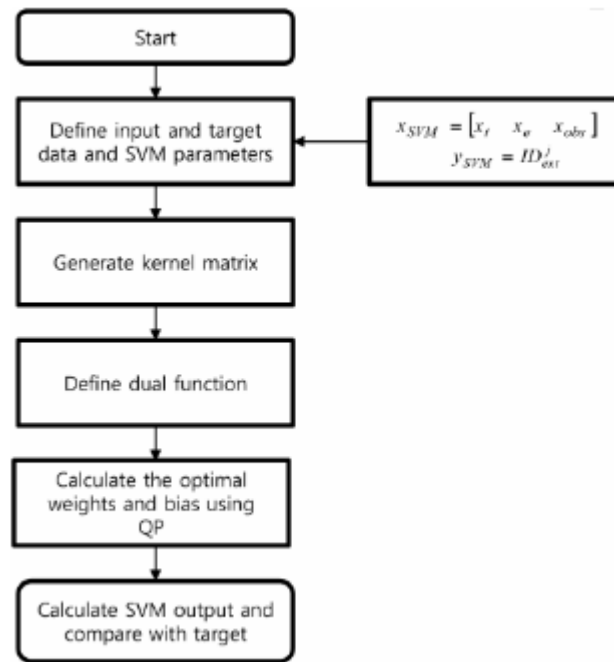 Start
Define input and target
data and SVM parameters
x_SVM = [x_t x_e x_obs]
y_SVM = ID_ext^j
Generate kernel matrix
Define dual function
Calculate the optimal
weights and bias using
QP
Calculate SVM output and
compare with target